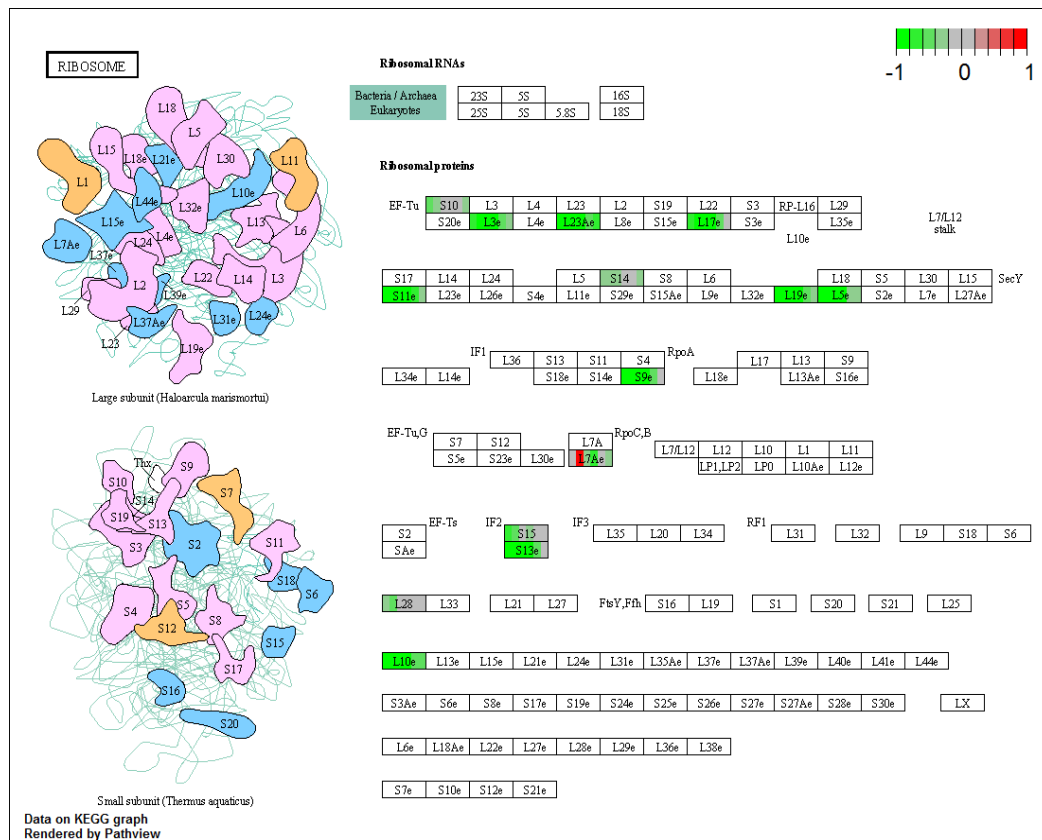 -1 0 1
RIBOSOME
L18
L5
L15
L18e
L21e
L30
L11
L1
L44e
L32e
L10e
L15e
L13
L7Ae
L24
L4e
L6
L37e
L2
L22
L14
L3
L39e
L29
L37Ae
L31e
L24e
L23
L19e
Large subunit (Haloarcula marismortui)
Thx
S9
S10
S14
S7
S19
S13
S3
S2
S11
S18
S6
S4
S5
S12
S8
S15
S17
S16
S20
Small subunit (Thermus aquaticus)
Data on KEGG graph
Rendered by Pathview
Ribosomal RNAs
Bacteria / Archaea 23S 5S 16S
Eukaryotes 25S 5S 5.8S 18S
Ribosomal proteins
EF-Tu S10 L3 L4 L23 L2 S19 L22 S3 RP-L16 L29
S20e L3e L4e L23Ae L8e S15e L17e S3e L35e
L10e
L7/L12
stalk
S17 L14 L24 L5 S14 S8 L6 L18 S5 L30 L15 SecY
S11e L23e L26e S4e L11e S29e S15Ae L9e L32e L19e L5e S2e L7e L27Ae
IF1 L36 S13 S11 S4 RpoA L17 L13 S9
L34e L14e S18e S14e S9e L18e L13Ae S16e
EF-Tu,G S7 S12 L7A RpoC,B
S5e S23e L30e L7Ae
L7/L12 L12 L10 L1 L11
LP1,LP2 LP0 L10Ae L12e
S2 EF-Ts IF2 S15 IF3 L35 L20 L34 RF1 L31 L32 L9 S18 S6
SAe S13e
L28 L33 L21 L27 FtsY,Ffh S16 L19 S1 S20 S21 L25
L10e L13e L15e L21e L24e L31e L35Ae L37e L37Ae L39e L40e L41e L44e
S3Ae S6e S8e S17e S19e S24e S25e S26e S27e S27Ae S28e S30e LX
L6e L18Ae L22e L27e L28e L29e L36e L38e
S7e S10e S12e S21e